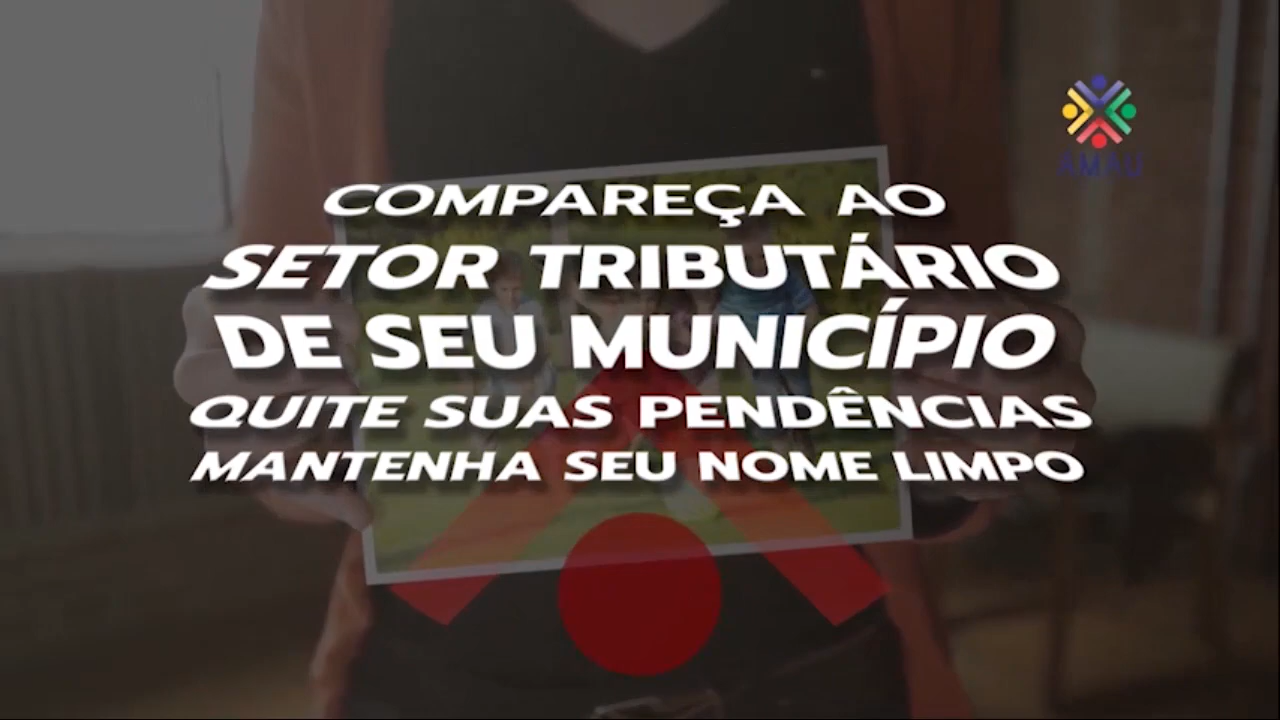 AMAU
COMPAREÇA AO
SETOR TRIBUTÁRIO
DE SEU MUNICÍPIO
QUITE SUAS PENDÊNCIAS
MANTENHA SEU NOME LIMPO